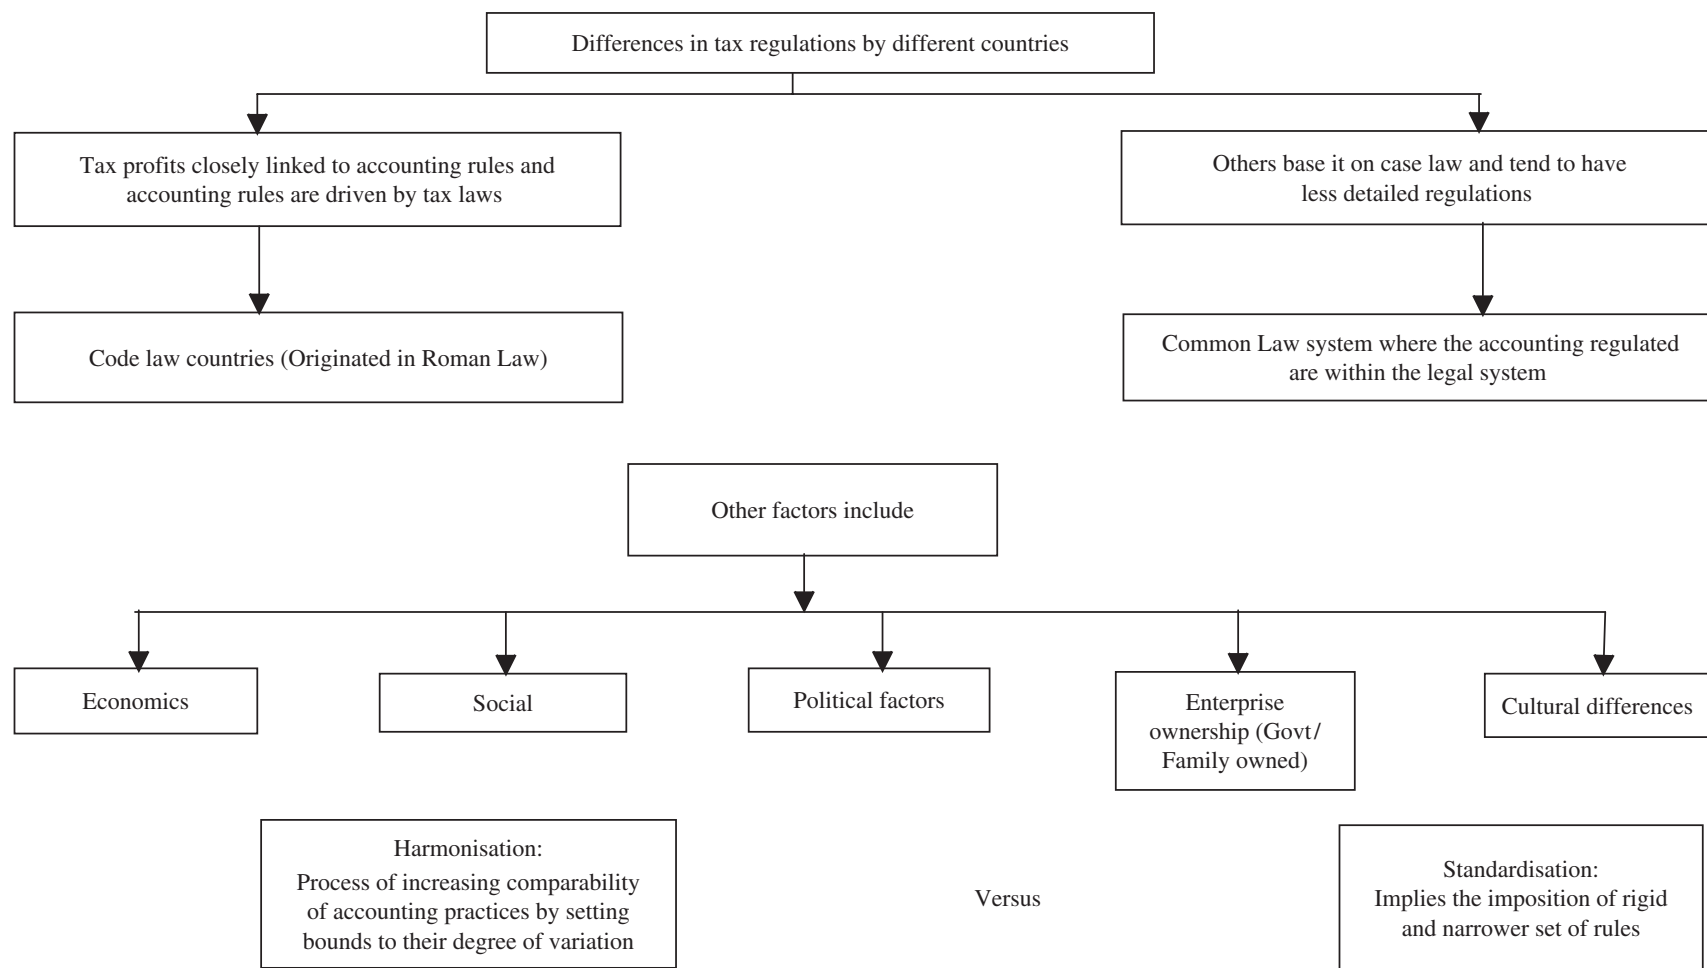 Differences in tax regulations by different countries
Tax profits closely linked to accounting rules and
accounting rules are driven by tax laws
Others base it on case law and tend to have
less detailed regulations
Code law countries (Originated in Roman Law)
Common Law system where the accounting regulated
are within the legal system
Other factors include
Economics
Social
Political factors
Enterprise
ownership (Govt/
Family owned)
Cultural differences
Harmonisation:
Process of increasing comparability
of accounting practices by setting
bounds to their degree of variation
Versus
Standardisation:
Implies the imposition of rigid
and narrower set of rules